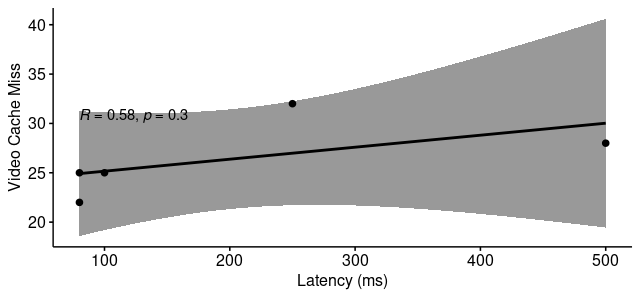 40
35
30
25
20
Video Cache Miss
R = 0.58, p = 0.3
100 200 300 400 500
Latency (ms)